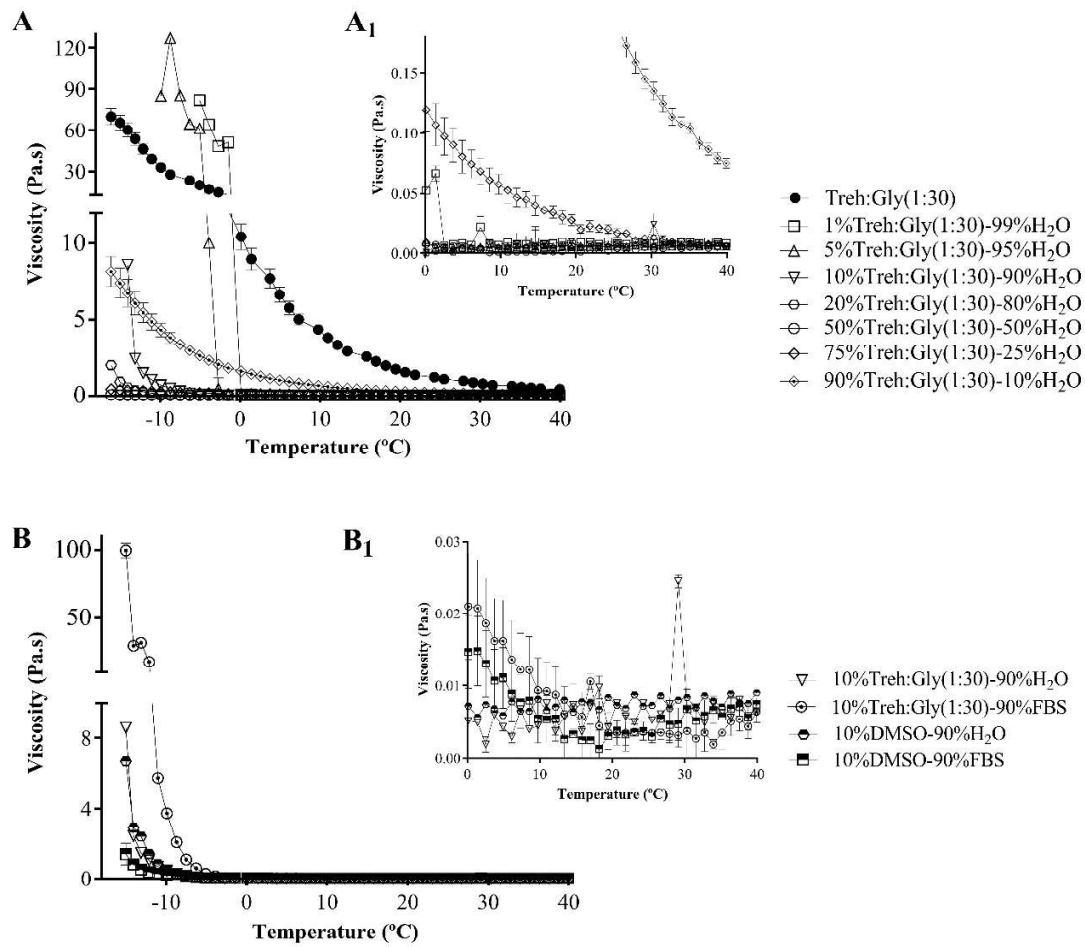 A
A1
Viscosity (Pa.s)
120
90
60
30
10
5
0
-10
0
10
20
30
40
Temperature (ºC)
Viscosity (Pa.s)
0.15
0.10
0.05
0.00
0
10
20
30
40
Temperature (ºC)
Treh:Gly(1:30)
1%Treh:Gly(1:30)-99%H2O
5%Treh:Gly(1:30)-95%H2O
10%Treh:Gly(1:30)-90%H2O
20%Treh:Gly(1:30)-80%H2O
50%Treh:Gly(1:30)-50%H2O
75%Treh:Gly(1:30)-25%H2O
90%Treh:Gly(1:30)-10%H2O
B
B1
Viscosity (Pa.s)
100
50
8
4
0
-10
0
10
20
30
40
Temperature (ºC)
Viscosity (Pa.s)
0.03
0.02
0.01
0.00
0
10
20
30
40
Temperature (ºC)
10%Treh:Gly(1:30)-90%H2O
10%Treh:Gly(1:30)-90%FBS
10%DMSO-90%H2O
10%DMSO-90%FBS